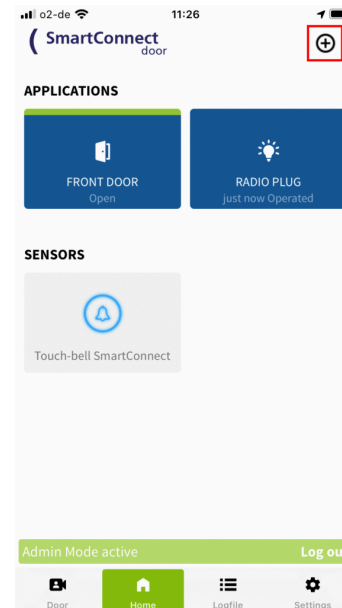 o2-de 11:26
SmartConnect
door
APPLICATIONS
FRONT DOOR
Open
RADIO PLUG
just now Operated
SENSORS
Touch-bell SmartConnect
Admin Mode active Log ou
Door Home Logfile Settings